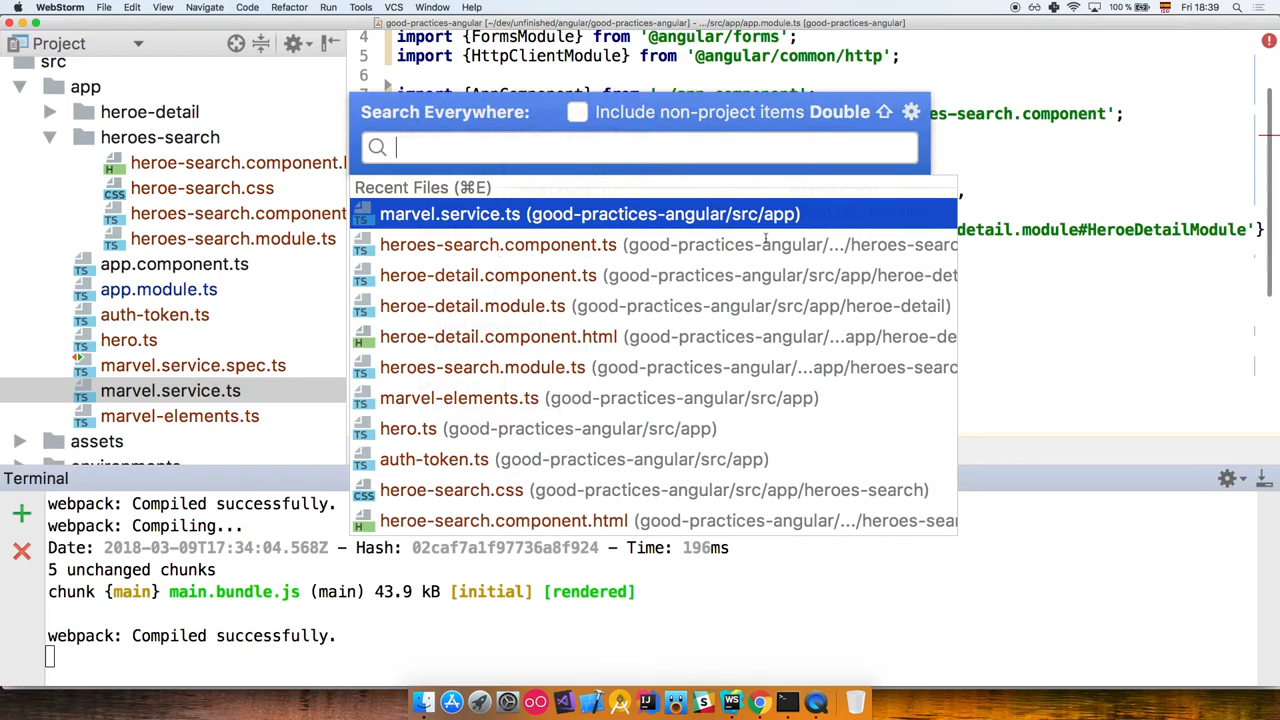 WebStorm File Edit View Navigate Code Refactor Run Tools VCS Window Help 100 % Fri 18:39
good-practices-angular [~/dev/unfinished/angular/good-practices-angular] - .../src/app/app.module.ts [good-practices-angular]
Project
src
app
heroe-detail
heroes-search
heroe-search.component.
heroe-search.css
heroes-search.component
heroe-search.module.ts
app.component.ts
app.module.ts
auth-token.ts
hero.ts
marvel.service.spec.ts
marvel.service.ts
marvel-elements.ts
assets
4 import {FormsModule} from '@angular/forms';
5 import {HttpClientModule} from '@angular/common/http';
6
es-search.component';
detail.module#HeroeDetailModule'}
Search Everywhere: Include non-project items Double
Recent Files (⌘E)
marvel.service.ts (good-practices-angular/src/app)
heroes-search.component.ts (good-practices-angular/.../heroes-searc
heroe-detail.component.ts (good-practices-angular/src/app/heroe-det
heroe-detail.module.ts (good-practices-angular/src/app/heroe-detail)
heroe-detail.component.html (good-practices-angular/...app/heroe-de
heroes-search.module.ts (good-practices-angular/...app/heroes-searc
marvel-elements.ts (good-practices-angular/src/app)
hero.ts (good-practices-angular/src/app)
auth-token.ts (good-practices-angular/src/app)
heroe-search.css (good-practices-angular/src/app/heroes-search)
heroe-search.component.html (good-practices-angular/.../heroes-sear
Terminal
webpack: Compiled successfully.
webpack: Compiling...
Date: 2018-03-09T17:34:04.568Z – Hash: 02caf7a1f97736a8f924 – Time: 196ms
5 unchanged chunks
chunk {main} main.bundle.js (main) 43.9 kB [initial] [rendered]
webpack: Compiled successfully.